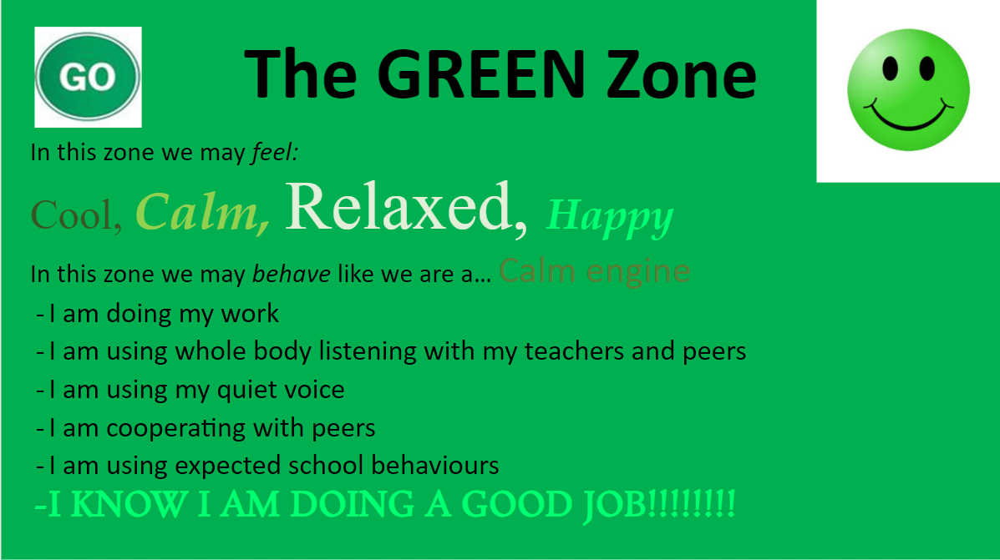 GO
The GREEN Zone
In this zone we may feel:
Cool, Calm, Relaxed, Happy
In this zone we may behave like we are a... Calm engine
- I am doing my work
- I am using whole body listening with my teachers and peers
- I am using my quiet voice
- I am cooperating with peers
- I am using expected school behaviours
-I KNOW I AM DOING A GOOD JOB!!!!!!!!